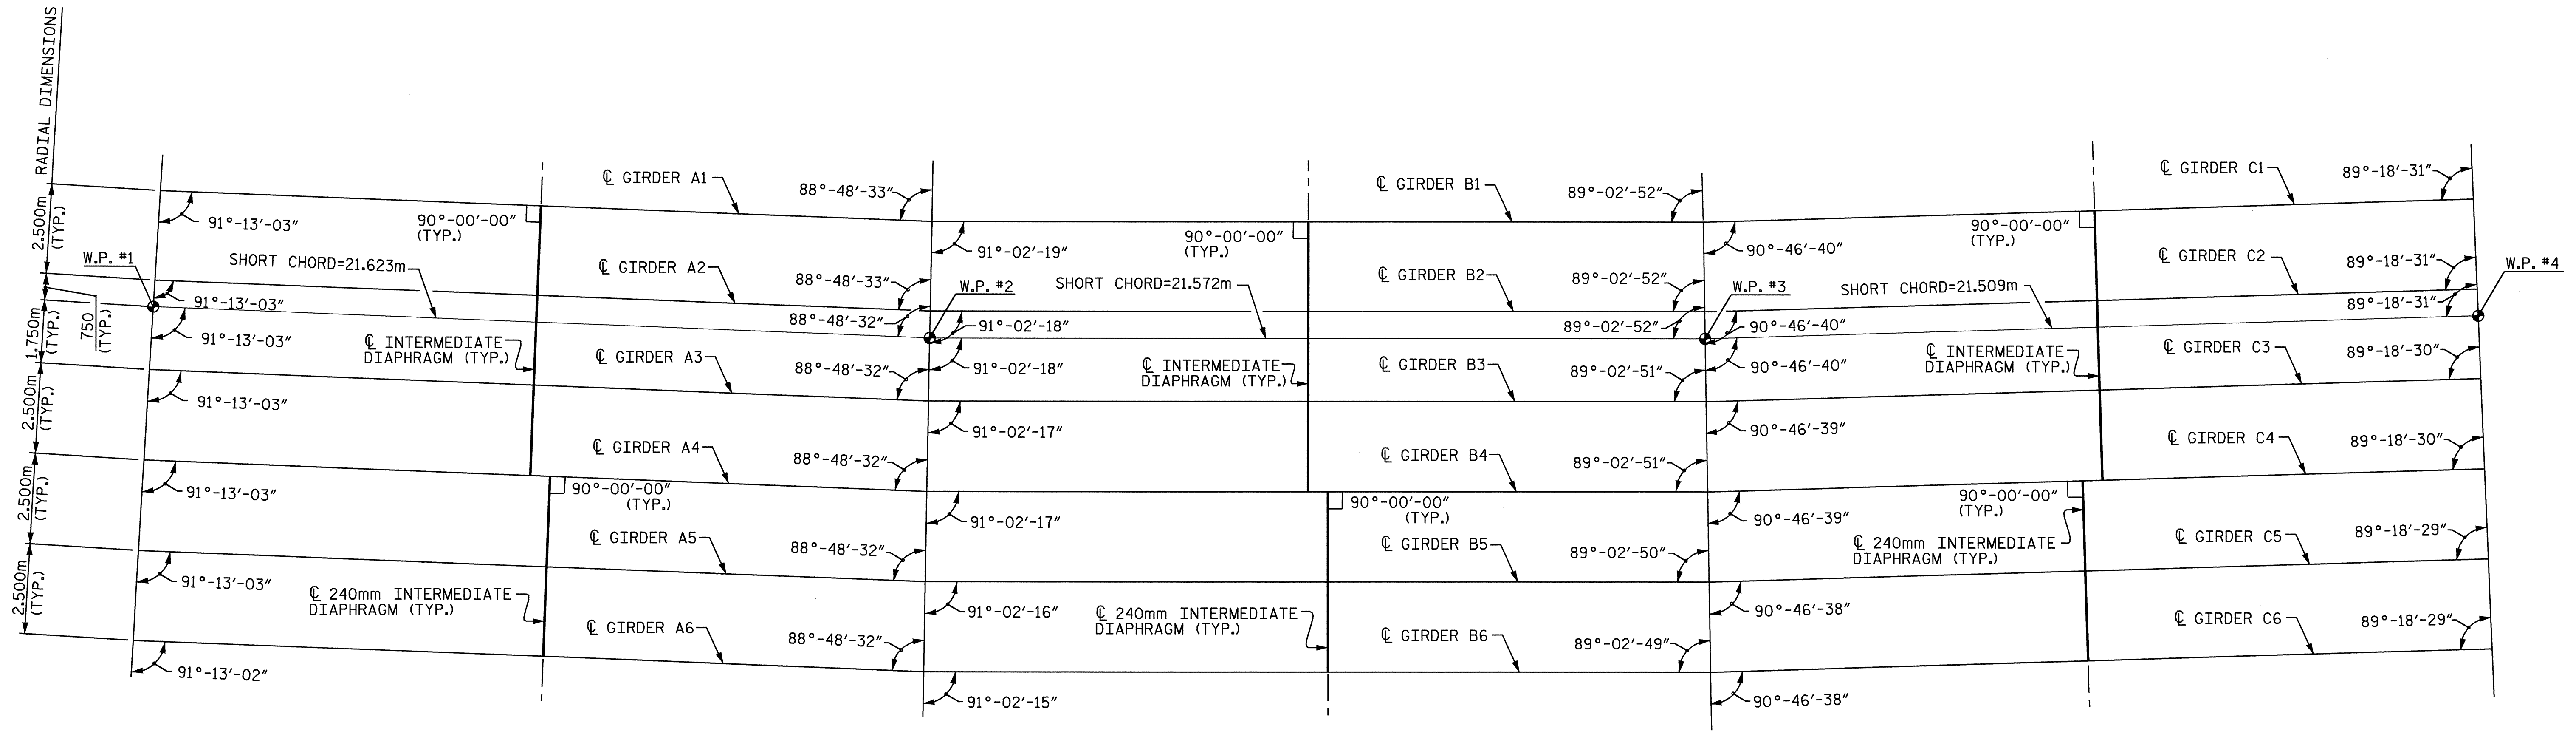 RADIAL DIMENSIONS
2.500m
(TYP.)
750
(TYP.)
1.750m
(TYP.)
2.500m
(TYP.)
2.500m
(TYP.)
2.500m
(TYP.)
W.P. #1
91°-13'-03"
90°-00'-00"
(TYP.)
℄ GIRDER A1
88°-48'-33"
SHORT CHORD=21.623m
91°-13'-03"
℄ GIRDER A2
88°-48'-33"
91°-13'-03"
88°-48'-32"
℄ INTERMEDIATE
DIAPHRAGM (TYP.)
℄ GIRDER A3
88°-48'-32"
91°-13'-03"
℄ GIRDER A4
88°-48'-32"
91°-13'-03"
90°-00'-00"
(TYP.)
℄ GIRDER A5
88°-48'-32"
91°-13'-03"
℄ 240mm INTERMEDIATE
DIAPHRAGM (TYP.)
℄ GIRDER A6
88°-48'-32"
91°-13'-02"
W.P. #2
91°-02'-19"
90°-00'-00"
(TYP.)
℄ GIRDER B1
89°-02'-52"
SHORT CHORD=21.572m
℄ GIRDER B2
89°-02'-52"
91°-02'-18"
89°-02'-52"
91°-02'-18"
℄ INTERMEDIATE
DIAPHRAGM (TYP.)
℄ GIRDER B3
89°-02'-51"
91°-02'-17"
℄ GIRDER B4
89°-02'-51"
91°-02'-17"
90°-00'-00"
(TYP.)
℄ GIRDER B5
89°-02'-50"
91°-02'-16"
℄ 240mm INTERMEDIATE
DIAPHRAGM (TYP.)
℄ GIRDER B6
89°-02'-49"
91°-02'-15"
W.P. #3
90°-46'-40"
90°-00'-00"
(TYP.)
℄ GIRDER C1
89°-18'-31"
SHORT CHORD=21.509m
℄ GIRDER C2
89°-18'-31"
W.P. #4
90°-46'-40"
89°-18'-31"
90°-46'-40"
℄ INTERMEDIATE
DIAPHRAGM (TYP.)
℄ GIRDER C3
89°-18'-30"
90°-46'-39"
℄ GIRDER C4
89°-18'-30"
90°-46'-39"
90°-00'-00"
(TYP.)
℄ 240mm INTERMEDIATE
DIAPHRAGM (TYP.)
℄ GIRDER C5
89°-18'-29"
90°-46'-38"
℄ GIRDER C6
89°-18'-29"
90°-46'-38"